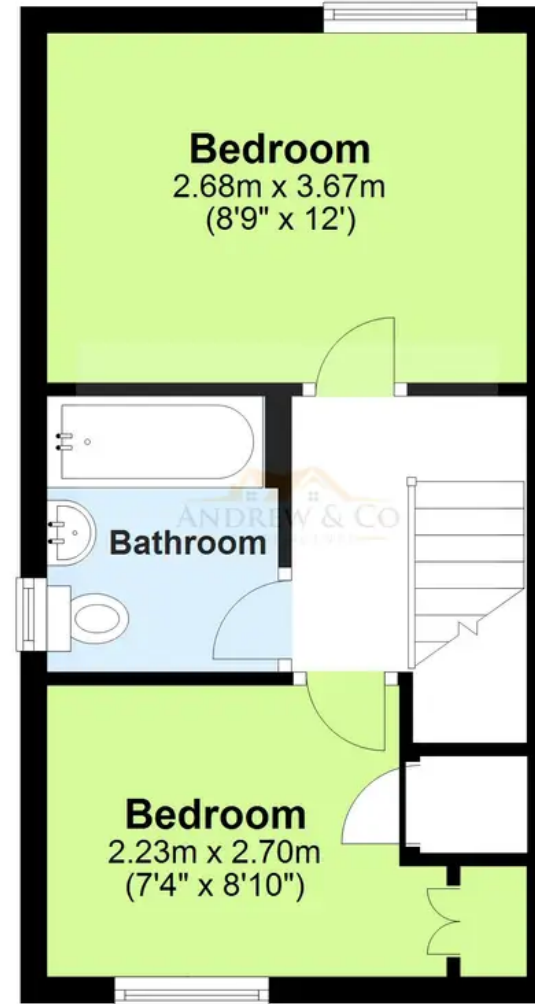 Bedroom
2.68m x 3.67m
(8'9" x 12')
ANDREW & CO
Bathroom
Bedroom
2.23m x 2.70m
(7'4" x 8'10")